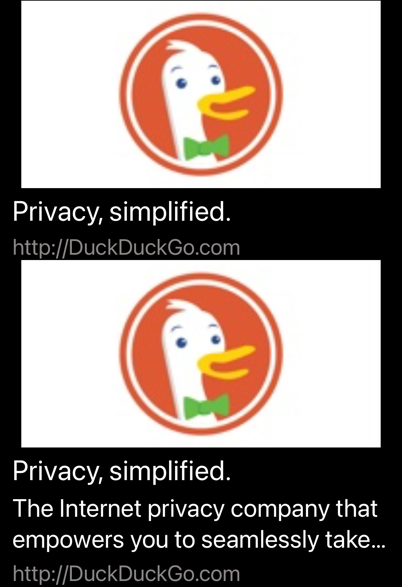 Privacy, simplified.
http://DuckDuckGo.com
Privacy, simplified.
The Internet privacy company that
empowers you to seamlessly take...
http://DuckDuckGo.com